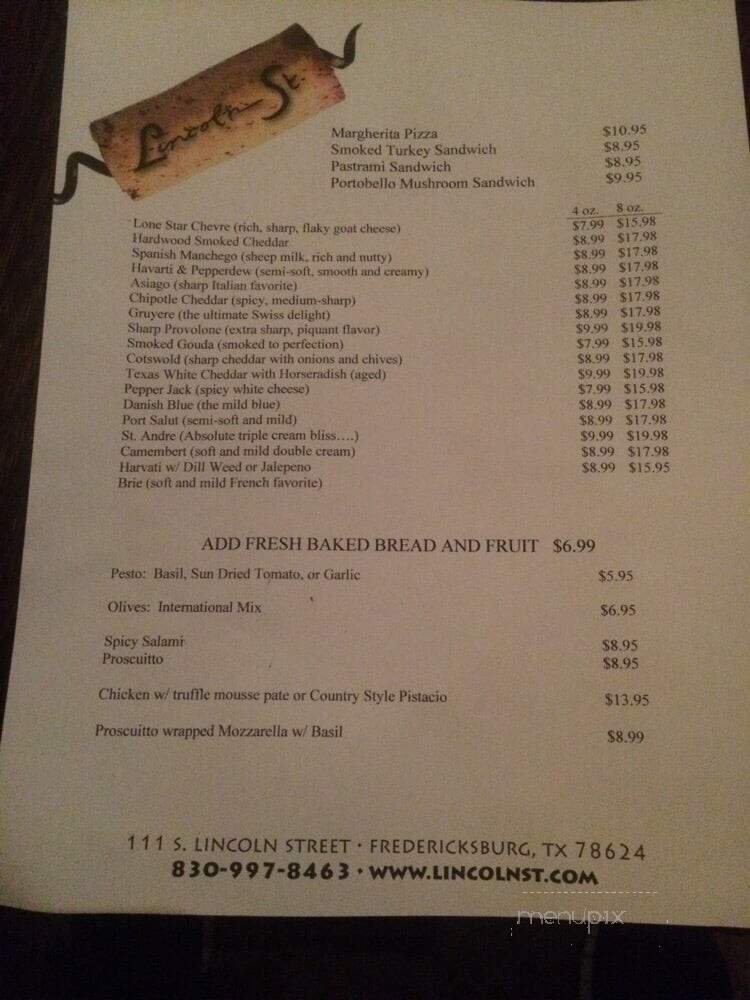 Lincoln St.
Margherita Pizza $10.95
Smoked Turkey Sandwich $8.95
Pastrami Sandwich $8.95
Portobello Mushroom Sandwich $9.95
4 oz. 8 oz.
Lone Star Chevre (rich, sharp, flaky goat cheese) $7.99 $15.98
Hardwood Smoked Cheddar $8.99 $17.98
Spanish Manchego (sheep milk, rich and nutty) $8.99 $17.98
Havarti & Pepperdew (semi-soft, smooth and creamy) $8.99 $17.98
Asiago (sharp Italian favorite) $8.99 $17.98
Chipotle Cheddar (spicy, medium-sharp) $8.99 $17.98
Gruyere (the ultimate Swiss delight) $8.99 $17.98
Sharp Provolone (extra sharp, piquant flavor) $9.99 $19.98
Smoked Gouda (smoked to perfection) $7.99 $15.98
Cotswold (sharp cheddar with onions and chives) $8.99 $17.98
Texas White Cheddar with Horseradish (aged) $9.99 $19.98
Pepper Jack (spicy white cheese) $7.99 $15.98
Danish Blue (the mild blue) $8.99 $17.98
Port Salut (semi-soft and mild) $8.99 $17.98
St. Andre (Absolute triple cream bliss….) $9.99 $19.98
Camembert (soft and mild double cream) $8.99 $17.98
Harvati w/ Dill Weed or Jalepeno $8.99 $15.95
Brie (soft and mild French favorite)
ADD FRESH BAKED BREAD AND FRUIT $6.99
Pesto: Basil, Sun Dried Tomato, or Garlic $5.95
Olives: International Mix $6.95
Spicy Salami $8.95
Proscuitto $8.95
Chicken w/ truffle mousse pate or Country Style Pistacio $13.95
Proscuitto wrapped Mozzarella w/ Basil $8.99
111 S. LINCOLN STREET · FREDERICKSBURG, TX 78624
830-997-8463 · WWW.LINCOLNST.COM
menupix